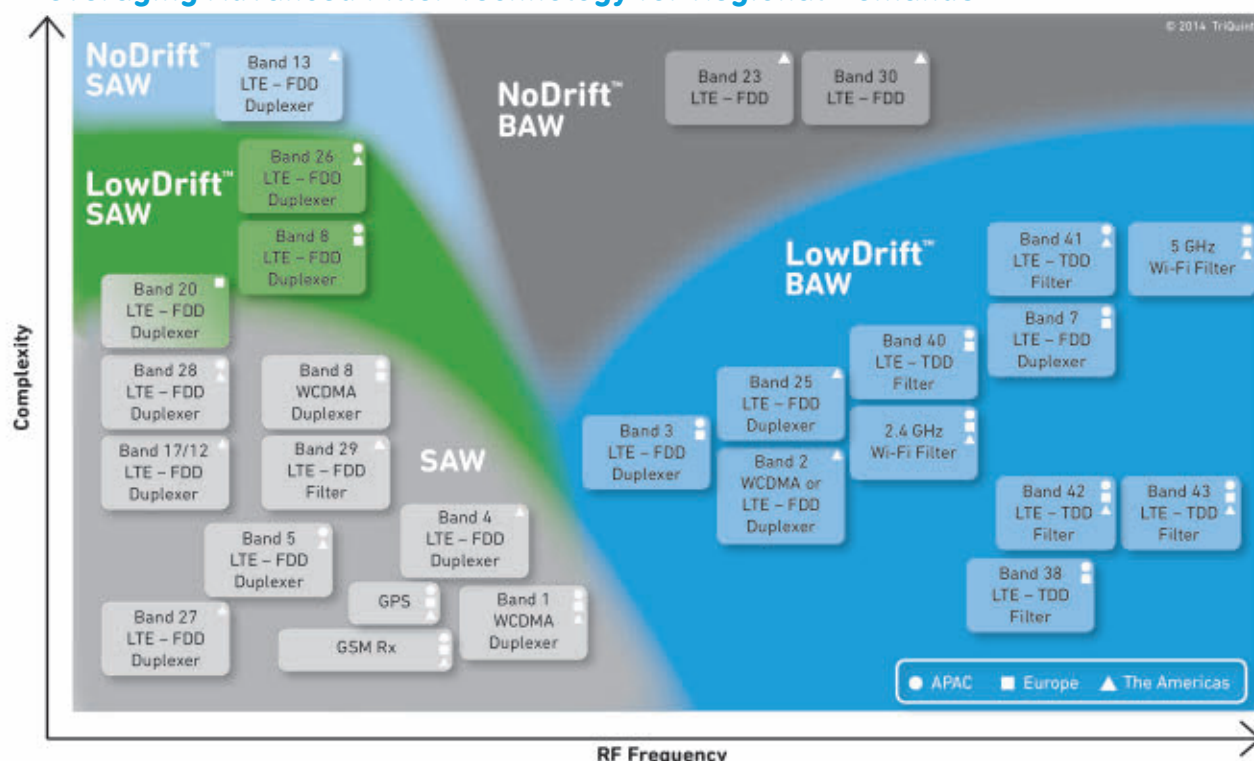 © 2014 TriQuint
NoDrift™
SAW
Band 13
LTE – FDD
Duplexer
NoDrift™
BAW
Band 23
LTE – FDD
Band 30
LTE – FDD
LowDrift™
SAW
Band 26
LTE – FDD
Duplexer
Band 8
LTE – FDD
Duplexer
Band 20
LTE – FDD
Duplexer
Band 28
LTE – FDD
Duplexer
Band 8
WCDMA
Duplexer
Band 17/12
LTE – FDD
Duplexer
Band 29
LTE – FDD
Filter
SAW
Band 5
LTE – FDD
Duplexer
Band 4
LTE – FDD
Duplexer
GPS
Band 1
WCDMA
Duplexer
Band 27
LTE – FDD
Duplexer
GSM Rx
LowDrift™
BAW
Band 41
LTE – TDD
Filter
5 GHz
Wi-Fi Filter
Band 7
LTE – FDD
Duplexer
Band 40
LTE – TDD
Filter
Band 25
LTE – FDD
Duplexer
2.4 GHz
Wi-Fi Filter
Band 3
LTE – FDD
Duplexer
Band 2
WCDMA or
LTE – FDD
Duplexer
Band 42
LTE – TDD
Filter
Band 43
LTE – TDD
Filter
Band 38
LTE – TDD
Filter
APAC
Europe
The Americas
Complexity
RF Frequency